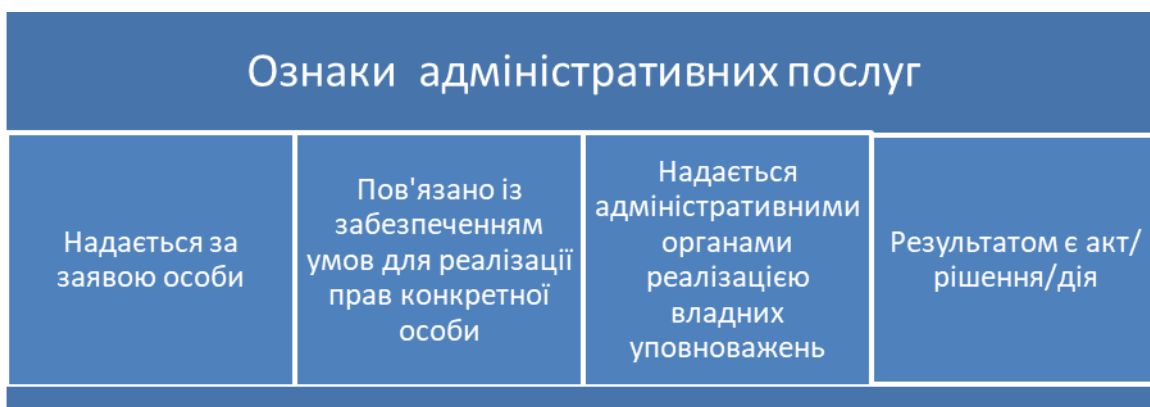 Ознаки адміністративних послуг
Надається за
заявою особи
Пов'язано із
забезпеченням
умов для реалізації
прав конкретної
особи
Надається
адміністративними
органами
реалізацією
владних
уповноважень
Результатом є акт/
рішення/дія